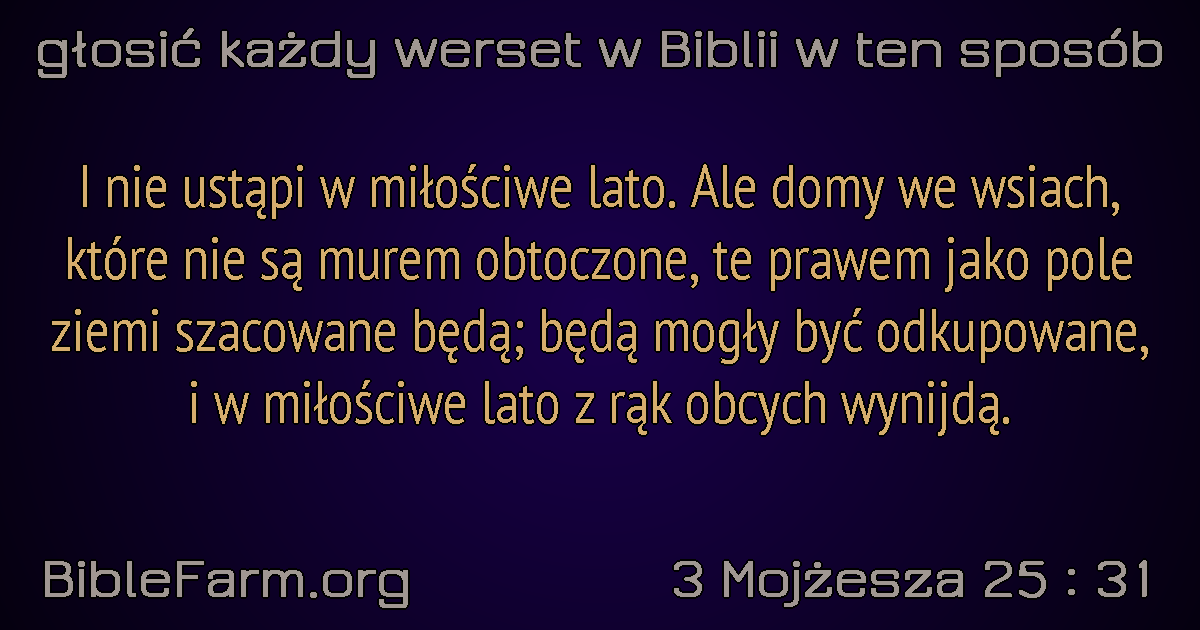 głosić każdy werset w Biblii w ten sposób
I nie ustąpi w miłościwe lato. Ale domy we wsiach,
które nie są murem obtoczone, te prawem jako pole
ziemi szacowane będą; będą mogły być odkupowane,
i w miłościwe lato z rąk obcych wynijdą.
BibleFarm.org
3 Mojżesza 25 : 31